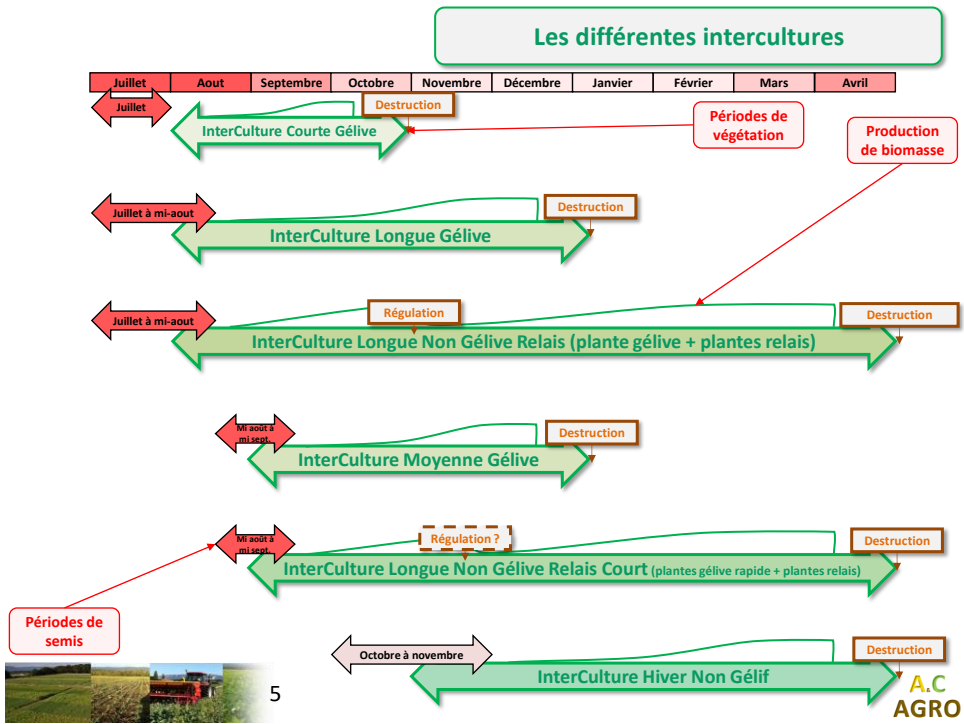 Les différentes intercultures
Juillet Aout Septembre Octobre Novembre Décembre Janvier Février Mars Avril
Juillet
Destruction
InterCulture Courte Gélive
Périodes de
végétation
Production
de biomasse
Juillet à mi-aout
Destruction
InterCulture Longue Gélive
Juillet à mi-aout
Régulation
Destruction
InterCulture Longue Non Gélive Relais (plante gélive + plantes relais)
Mi août à
mi sept.
Destruction
InterCulture Moyenne Gélive
Mi août à
mi sept.
Régulation ?
Destruction
InterCulture Longue Non Gélive Relais Court (plantes gélive rapide + plantes relais)
Périodes de
semis
Octobre à novembre
Destruction
InterCulture Hiver Non Gélif
5
A&C
AGRO